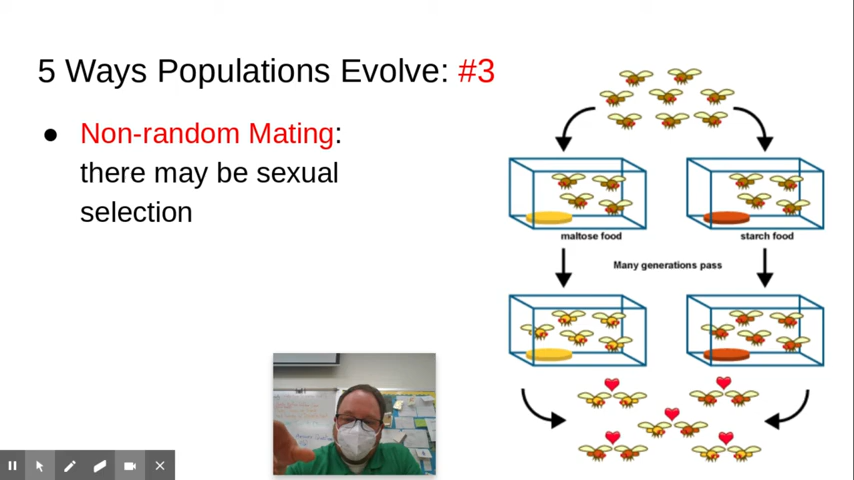 5 Ways Populations Evolve: #3
● Non-random Mating:
there may be sexual
selection
maltose food
starch food
Many generations pass